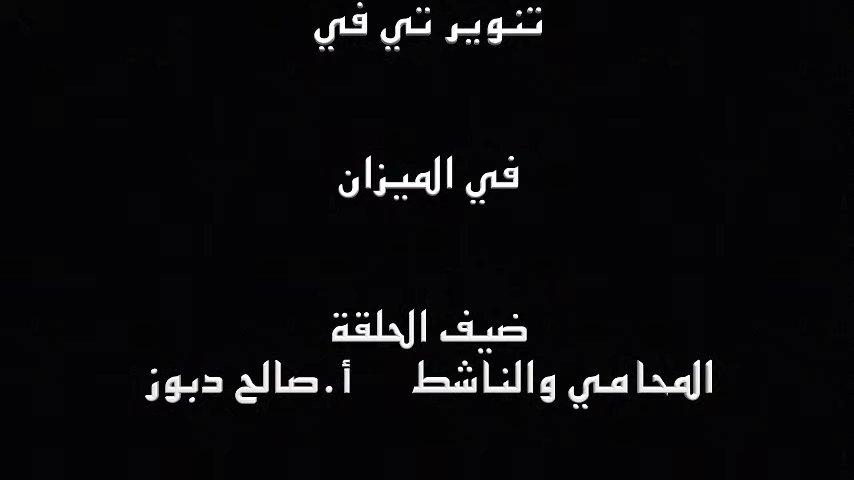 تنوير تي في
في الميزان
ضيف الحلقة
المحامي والناشط أ.صالح دبوز